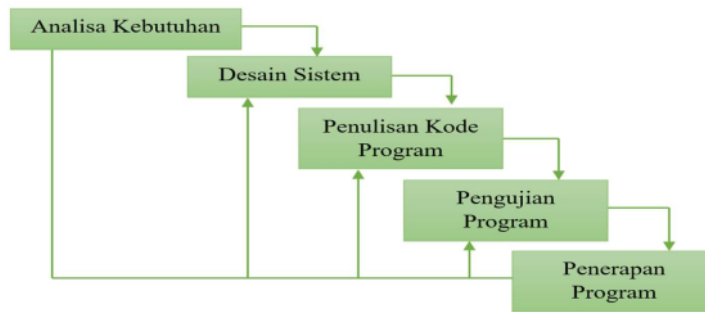 Analisa Kebutuhan
Desain Sistem
Penulisan Kode
Program
Pengujian
Program
Penerapan
Program